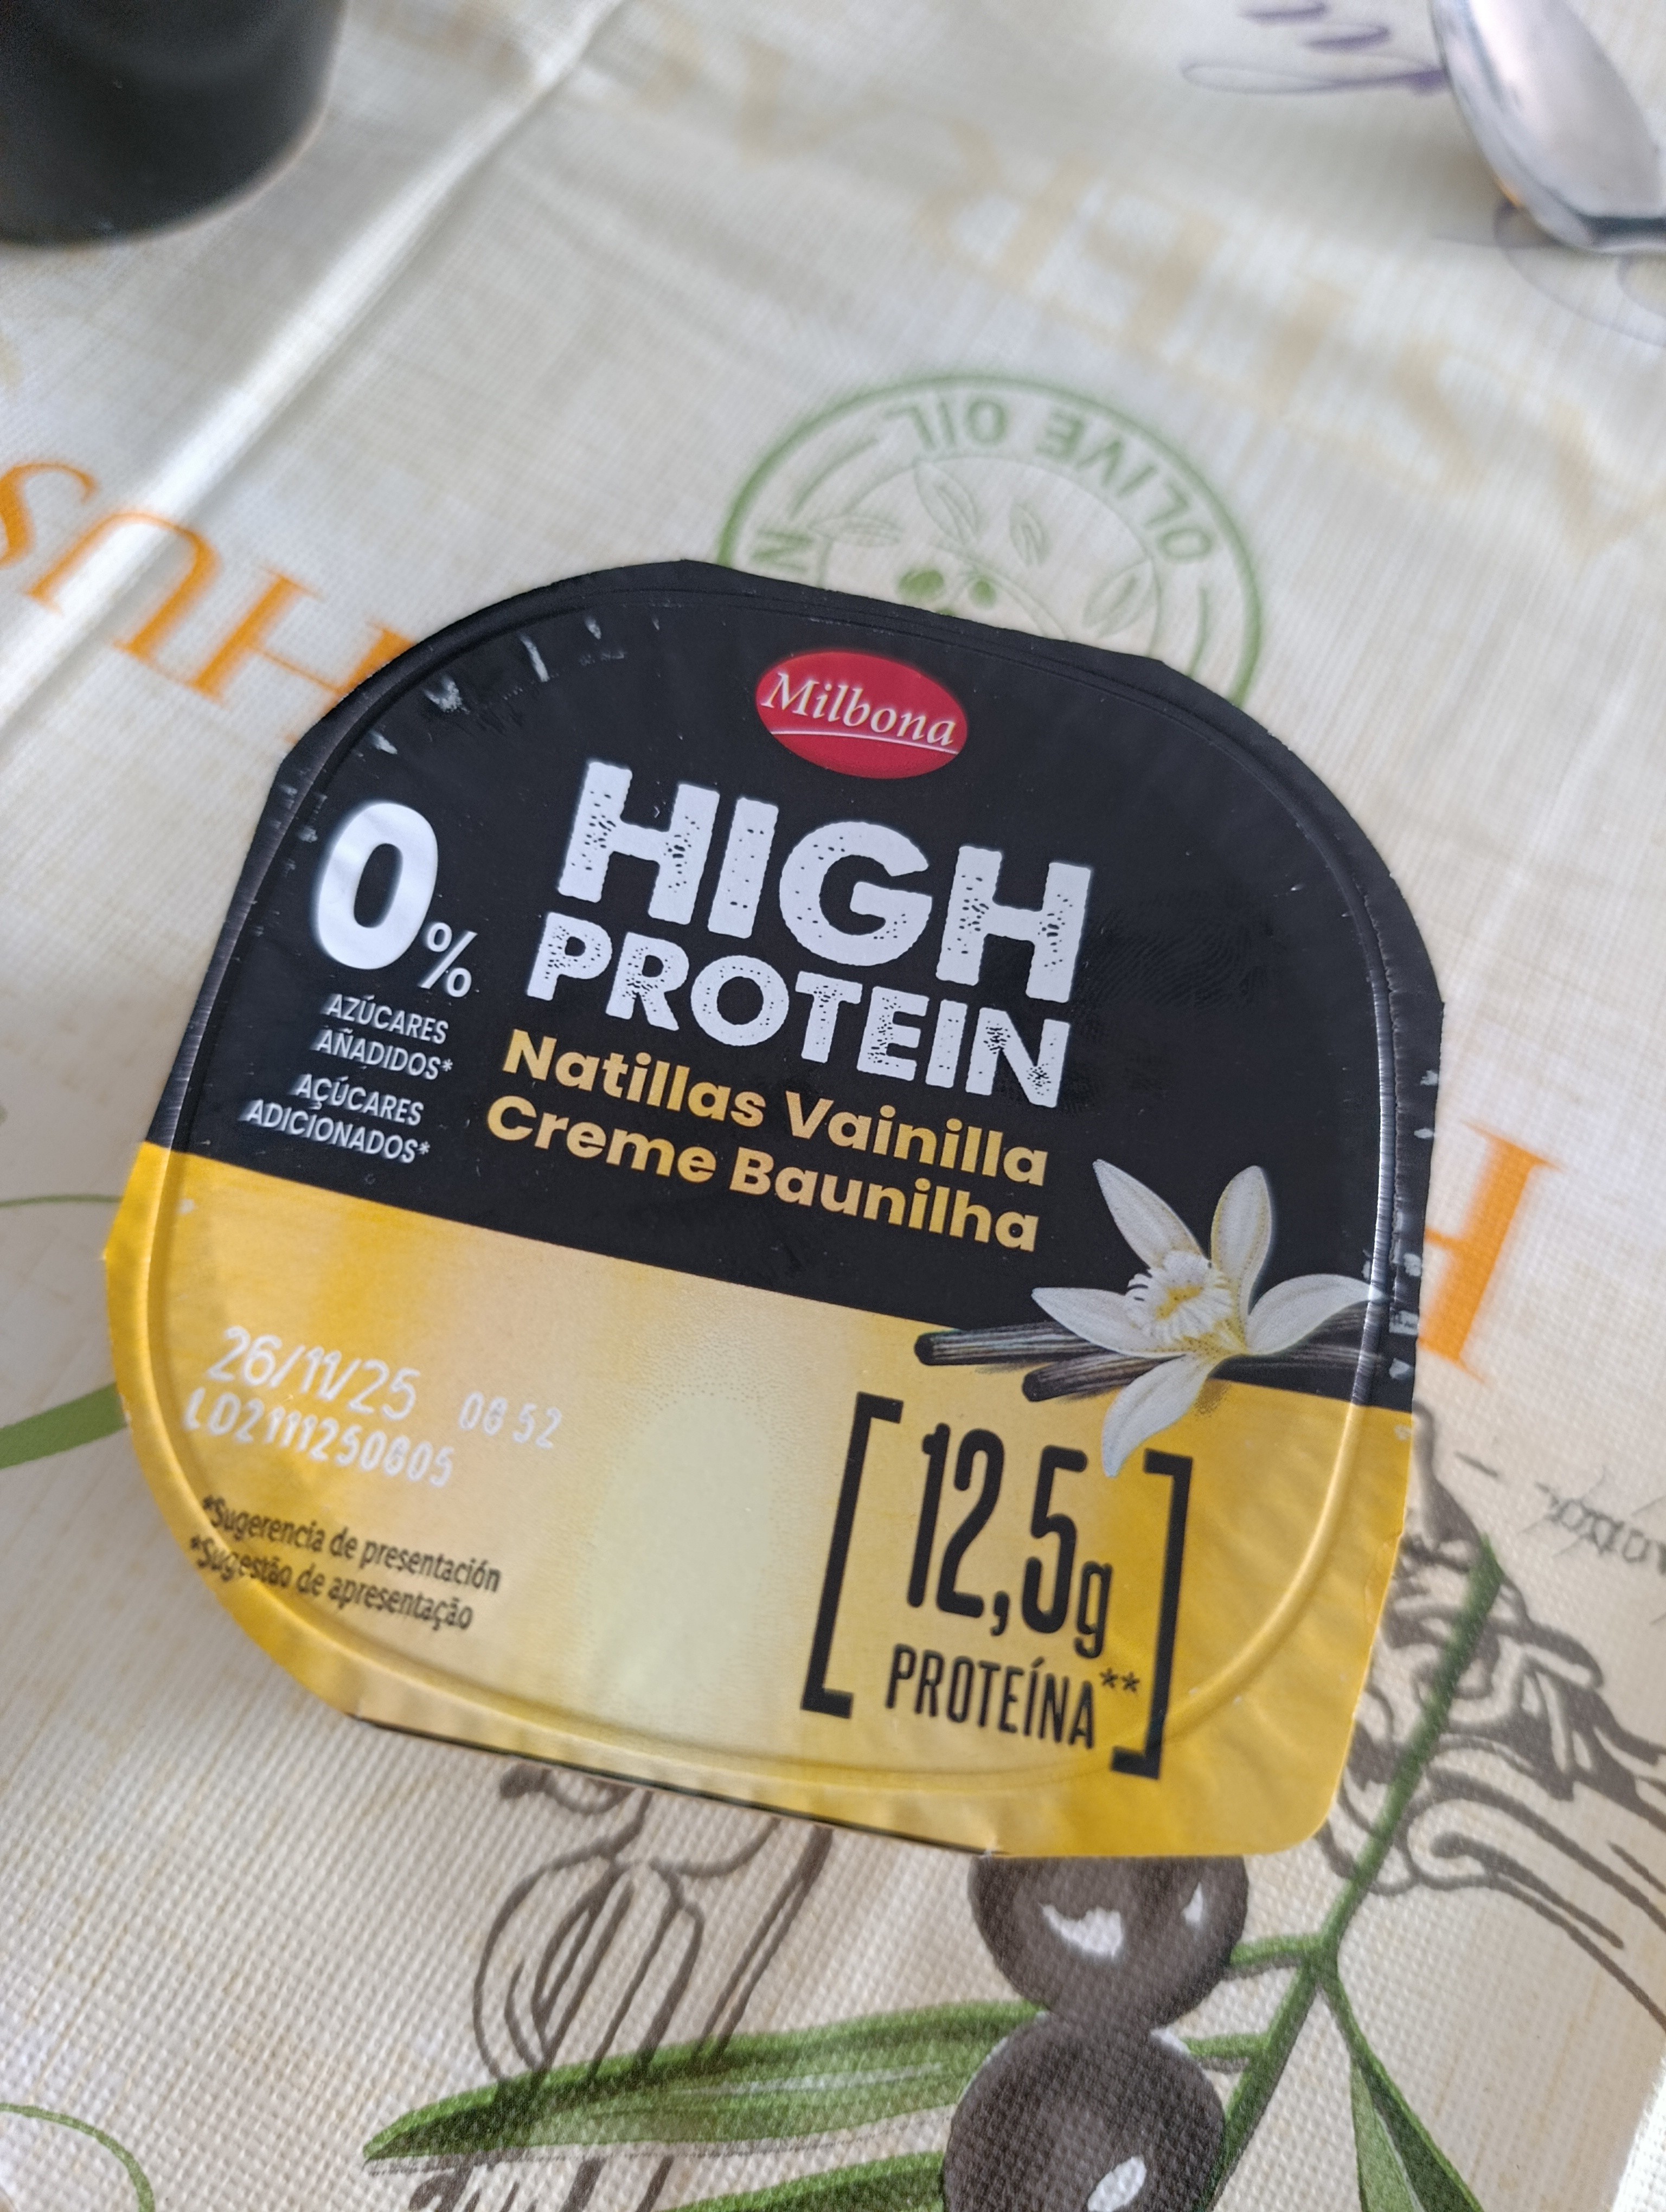 OLIVE OIL
Milbona
HIGH
PROTEIN
Natillas Vainilla
Creme Baunilha
0%
AZÚCARES
AÑADIDOS*
AÇÚCARES
ADICIONADOS*
26/11/25 06 52
LD2111250605
*Sugerencia de presentación
*Sugestão de apresentação
12,5g
PROTEÍNA**